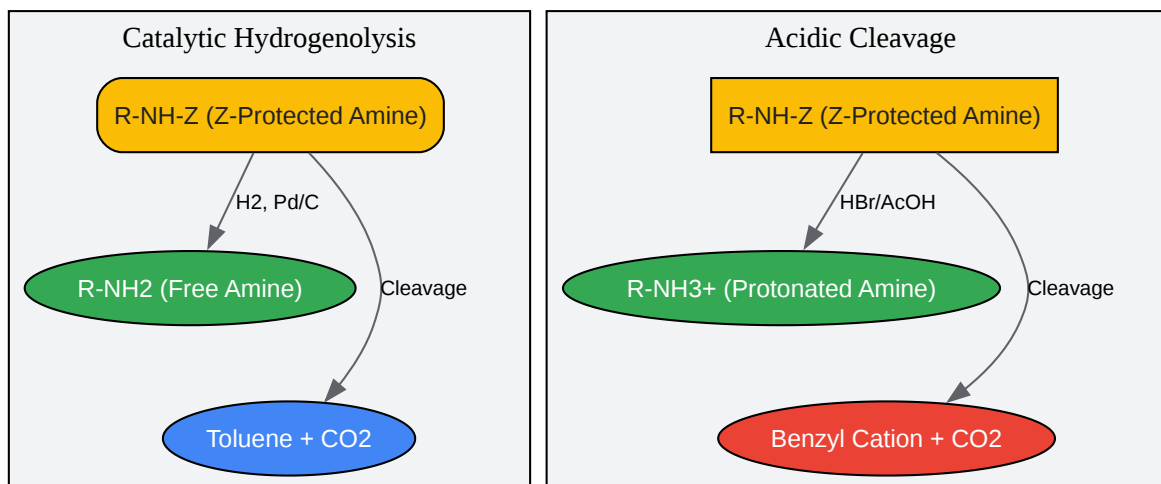 Catalytic Hydrogenolysis
R-NH-Z (Z-Protected Amine)
H2, Pd/C
R-NH2 (Free Amine)
Cleavage
Toluene + CO2
Acidic Cleavage
R-NH-Z (Z-Protected Amine)
HBr/AcOH
R-NH3+ (Protonated Amine)
Cleavage
Benzyl Cation + CO2